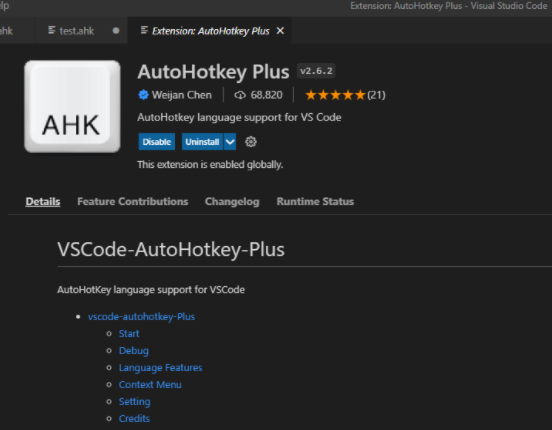 lp
Extension: AutoHotkey Plus - Visual Studio Code
hk
test.ahk
Extension: AutoHotkey Plus
AHK
AutoHotkey Plus v2.6.2
Weijan Chen | 68,820 | ★★★★★(21)
AutoHotkey language support for VS Code
Disable Uninstall
This extension is enabled globally.
Details Feature Contributions Changelog Runtime Status
VSCode-AutoHotkey-Plus
AutoHotKey language support for VSCode
vscode-autohotkey-Plus
Start
Debug
Language Features
Context Menu
Setting
Credits